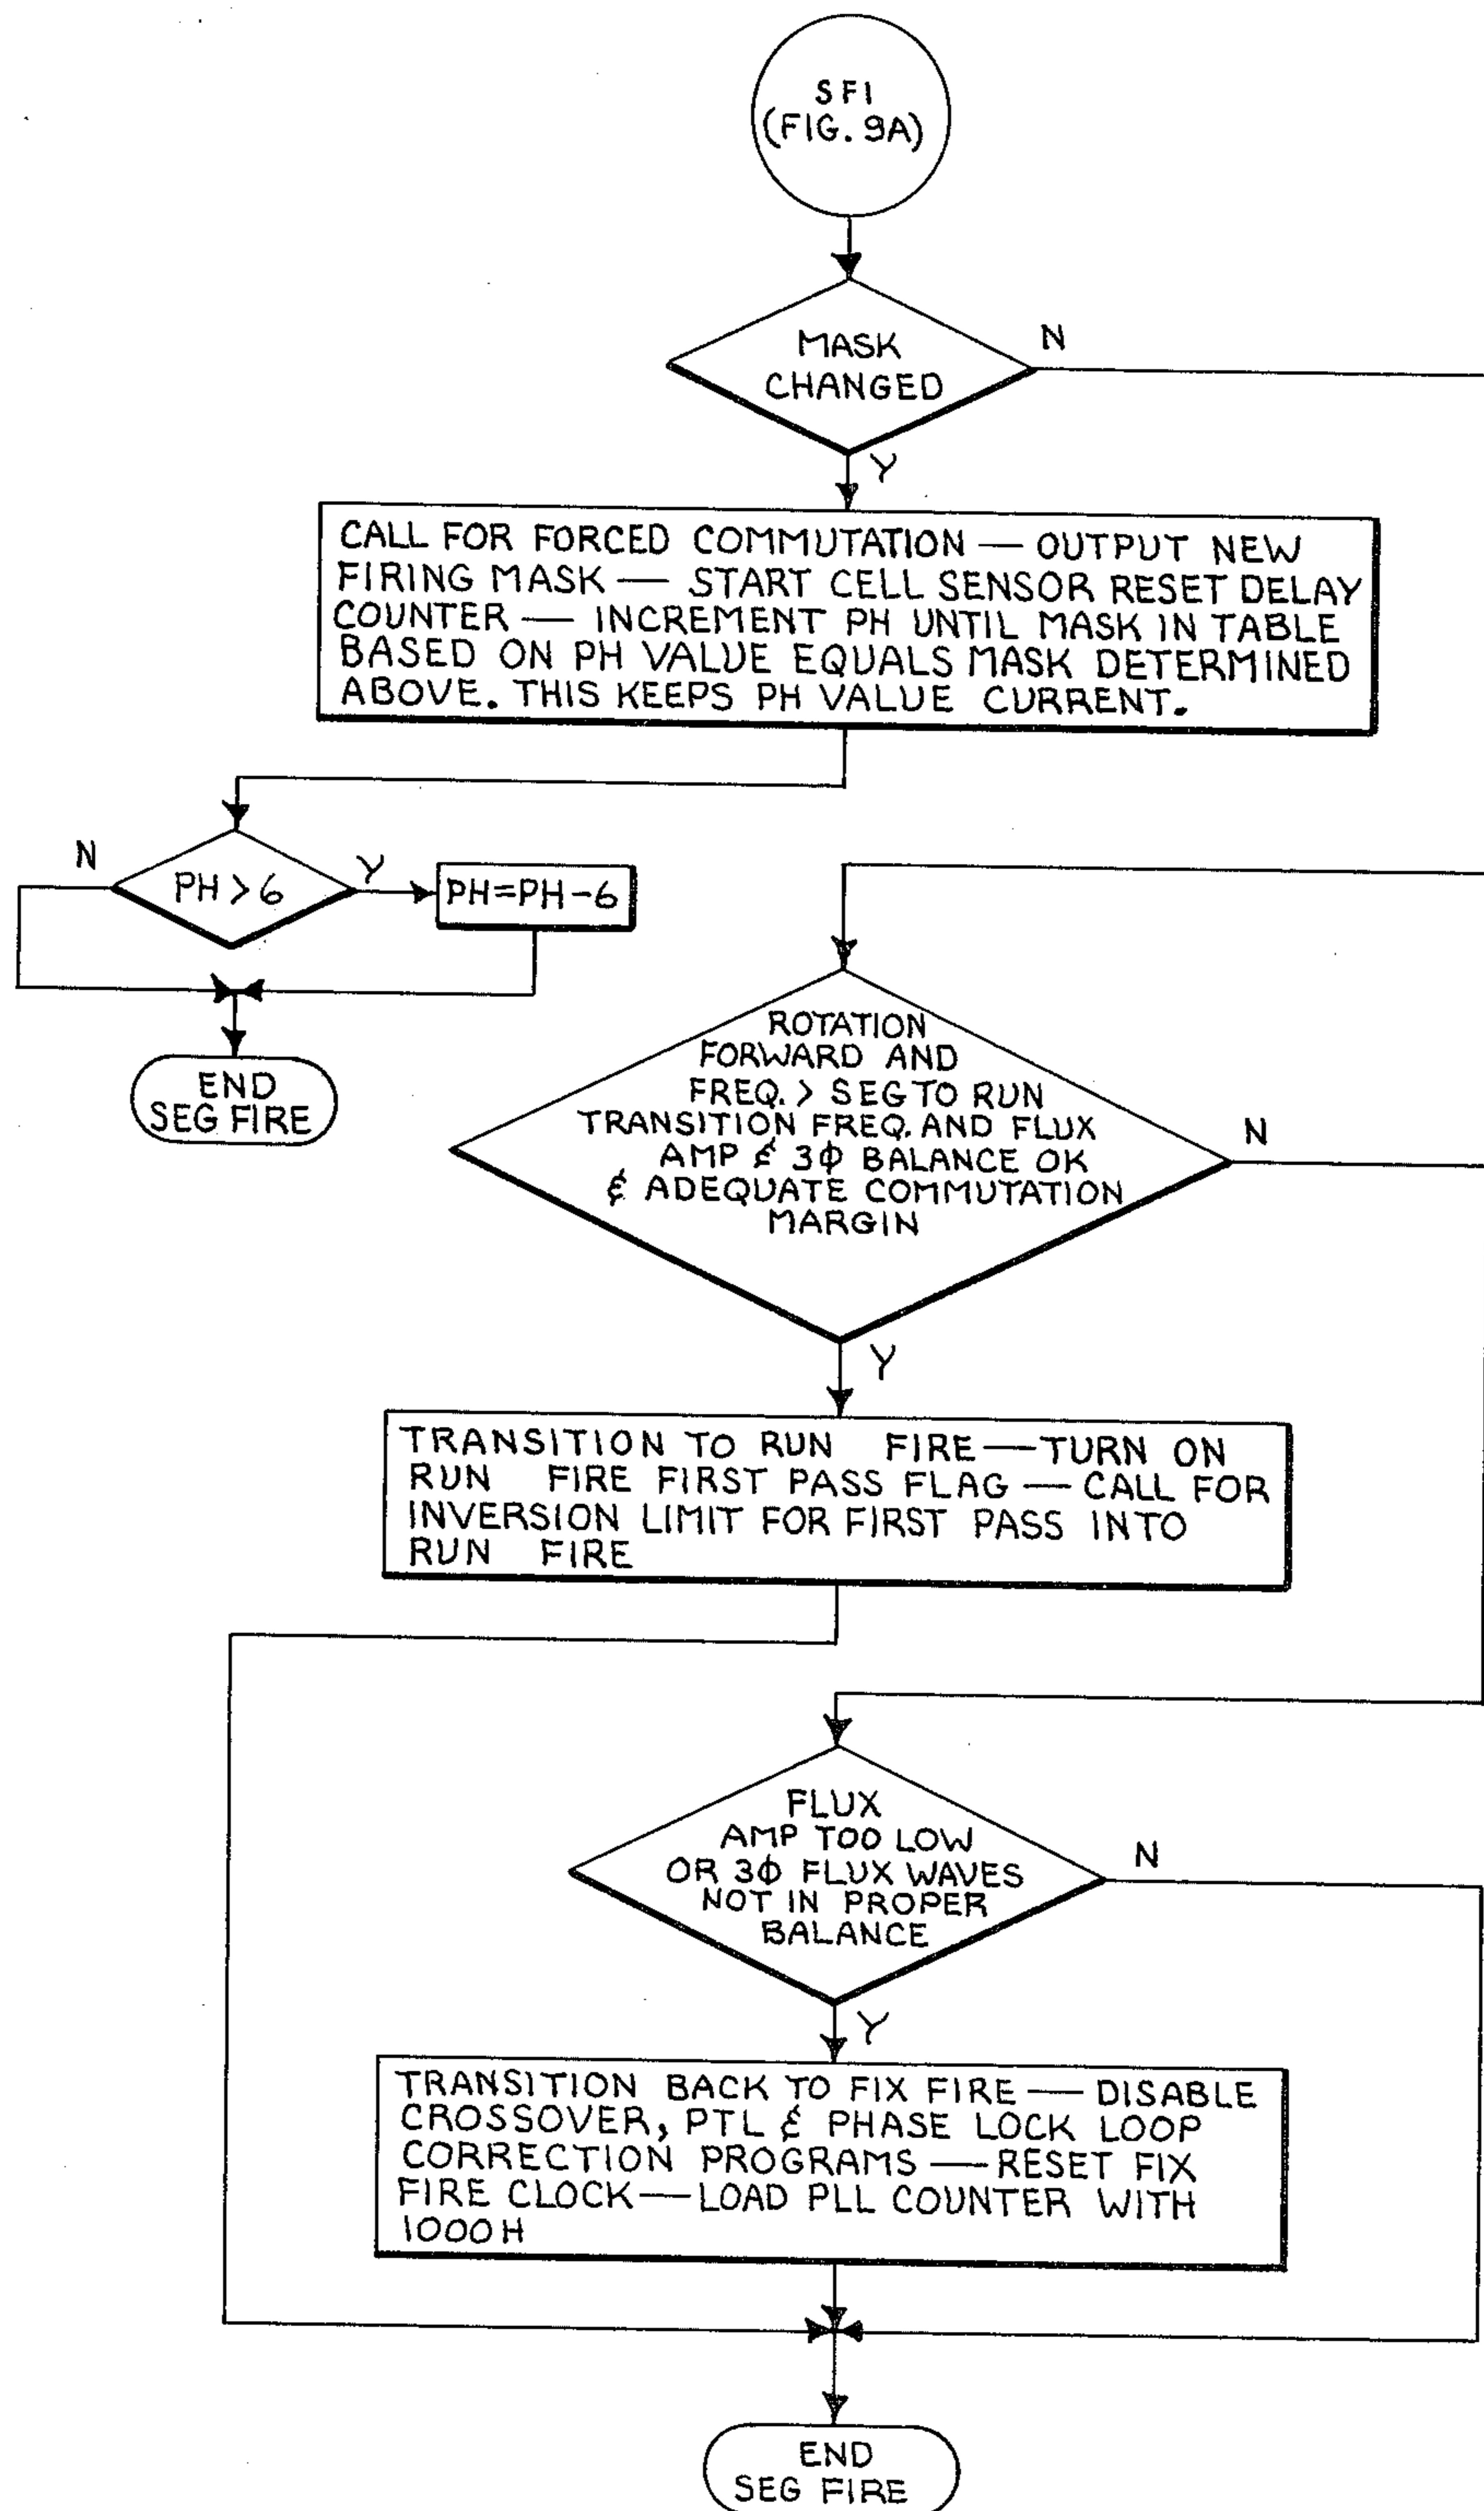 SF1
(FIG. 9A)
MASK
CHANGED
N
Y
CALL FOR FORCED COMMUTATION — OUTPUT NEW
FIRING MASK — START CELL SENSOR RESET DELAY
COUNTER — INCREMENT PH UNTIL MASK IN TABLE
BASED ON PH VALUE EQUALS MASK DETERMINED
ABOVE. THIS KEEPS PH VALUE CURRENT.
N
PH > 6
Y
PH=PH-6
END
SEG FIRE
ROTATION
FORWARD AND
FREQ. > SEG TO RUN
TRANSITION FREQ. AND FLUX
AMP & 3ϕ BALANCE OK
& ADEQUATE COMMUTATION
MARGIN
N
Y
TRANSITION TO RUN FIRE — TURN ON
RUN FIRE FIRST PASS FLAG — CALL FOR
INVERSION LIMIT FOR FIRST PASS INTO
RUN FIRE
FLUX
AMP TOO LOW
OR 3ϕ FLUX WAVES
NOT IN PROPER
BALANCE
N
Y
TRANSITION BACK TO FIX FIRE — DISABLE
CROSSOVER, PTL & PHASE LOCK LOOP
CORRECTION PROGRAMS — RESET FIX
FIRE CLOCK — LOAD PLL COUNTER WITH
1000H
END
SEG FIRE